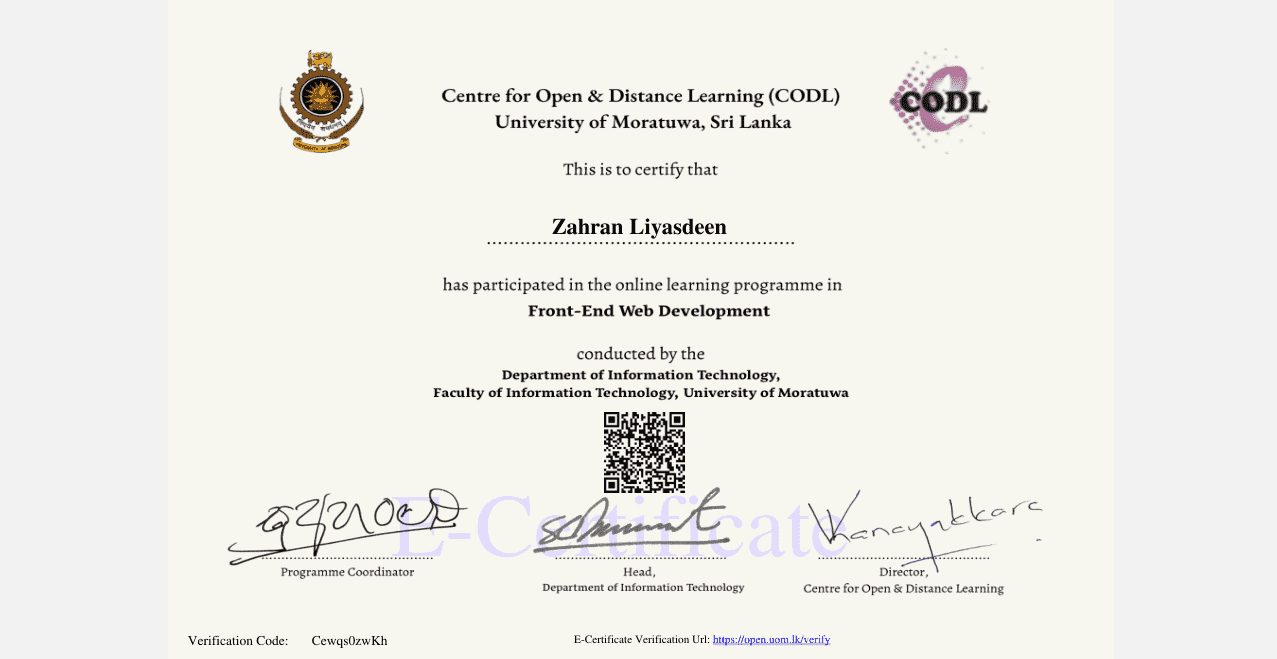 Centre for Open & Distance Learning (CODL)
University of Moratuwa, Sri Lanka
CODL
This is to certify that
Zahran Liyasdeen
has participated in the online learning programme in
Front-End Web Development
conducted by the
Department of Information Technology,
Faculty of Information Technology, University of Moratuwa
E-Certificate
Programme Coordinator
Head,
Department of Information Technology
Director,
Centre for Open & Distance Learning
Verification Code: Cewqs0zwKh
E-Certificate Verification Url: https://open.uom.lk/verify